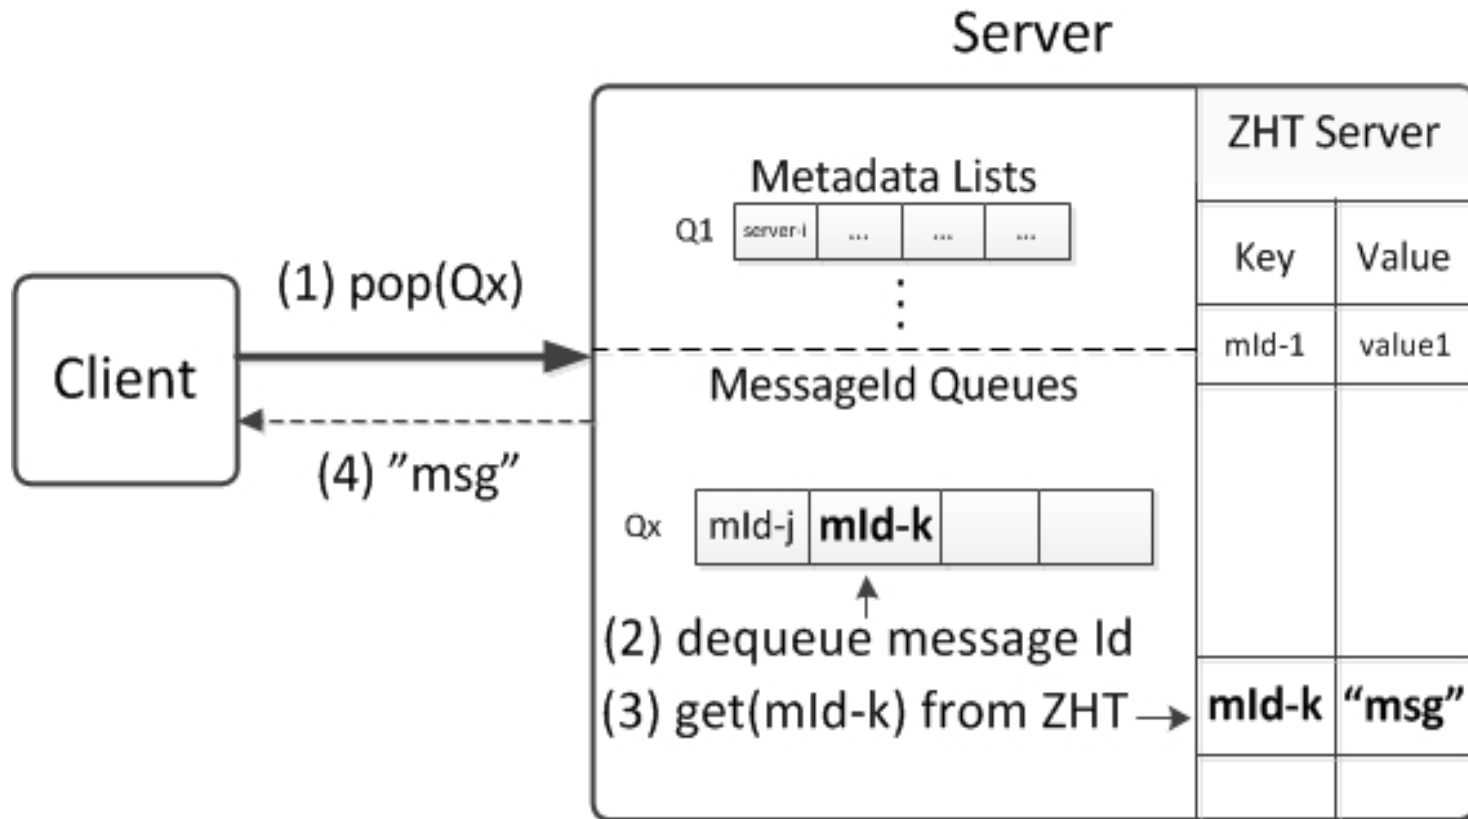 Server
ZHT Server
Metadata Lists
Q1 server-i ... ... ...
Key Value
(1) pop(Qx)
mId-1 value1
Client
MessageId Queues
(4) ”msg”
Qx mId-j mId-k
(2) dequeue message Id
(3) get(mId-k) from ZHT
mId-k “msg”